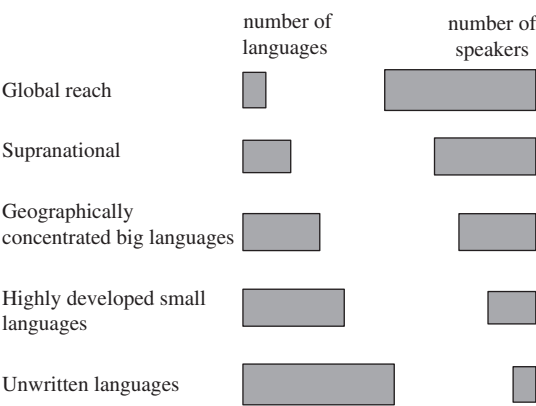 number of
languages
number of
speakers
Global reach
Supranational
Geographically
concentrated big languages
Highly developed small
languages
Unwritten languages